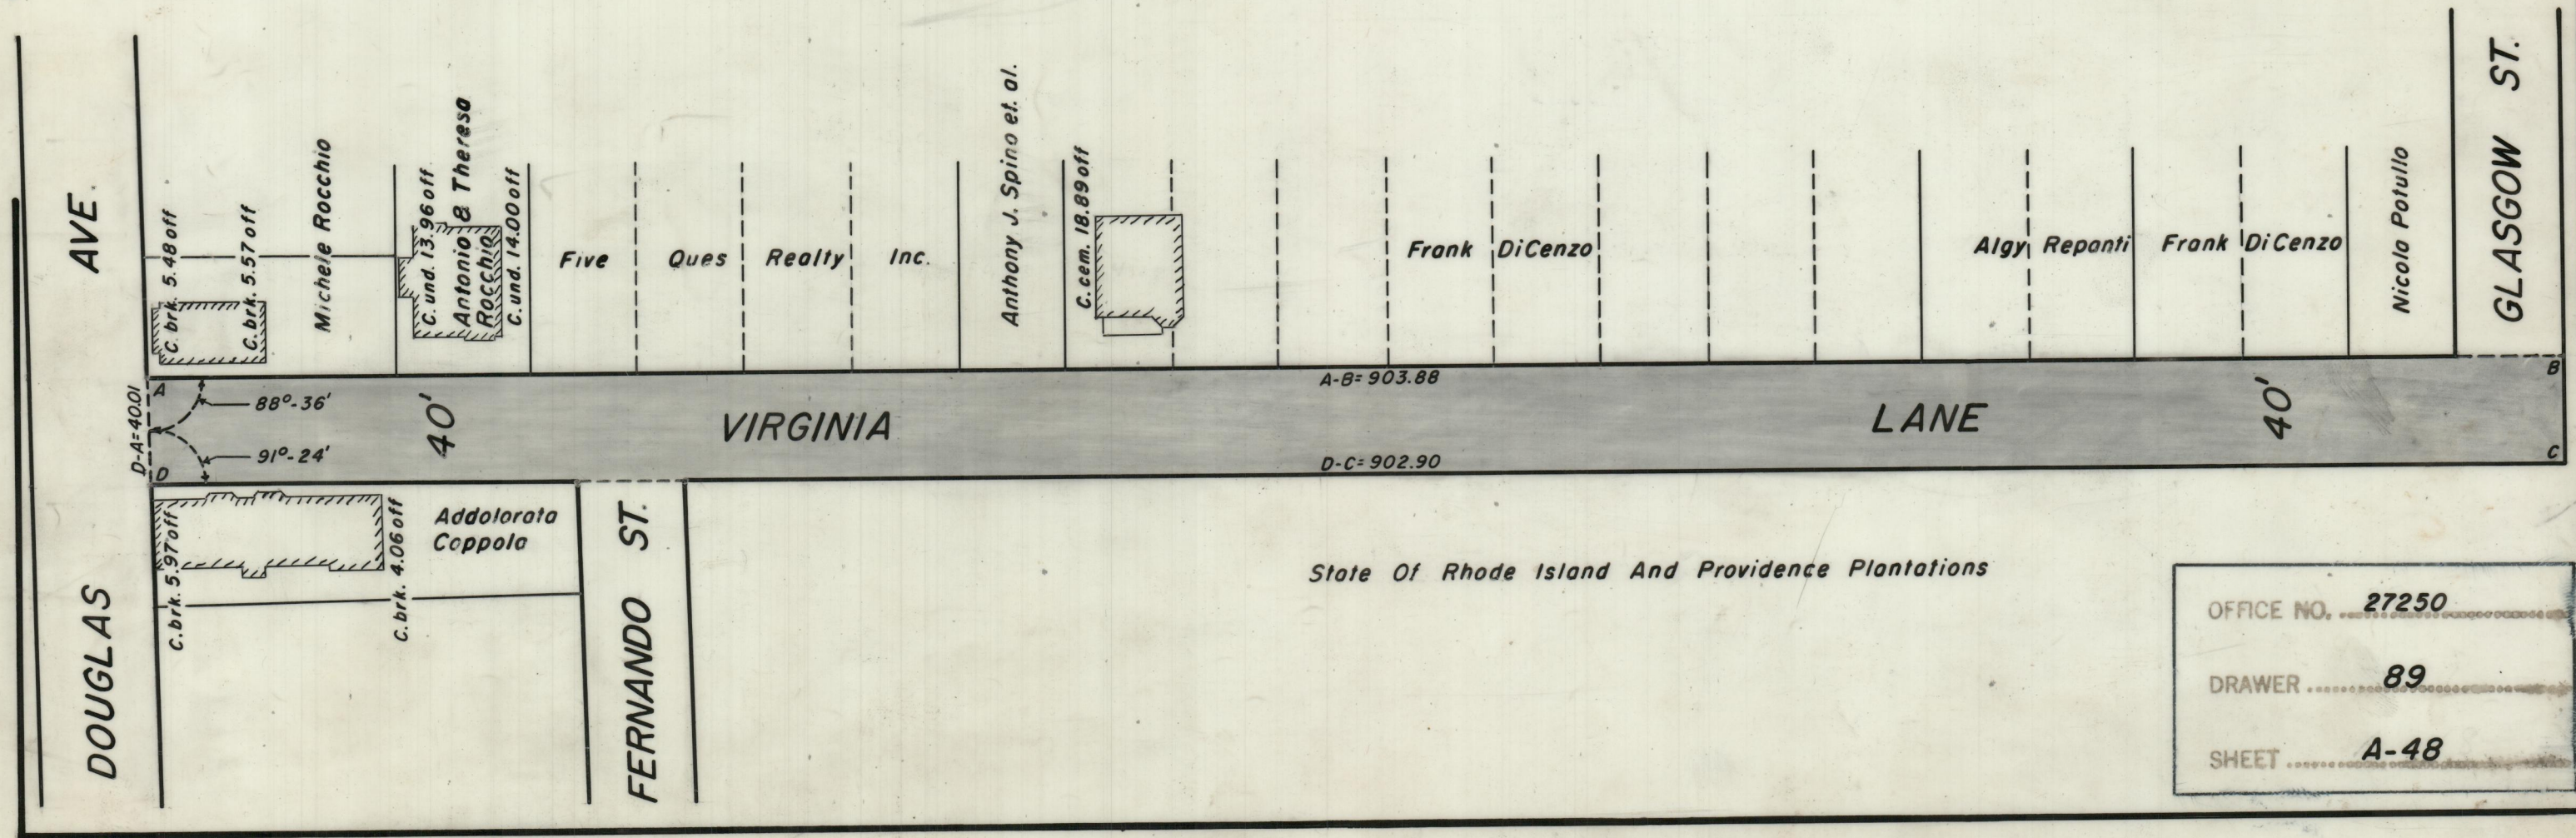 DOUGLAS AVE.
C. brk. 5.48 off
C. brk. 5.57 off
Michele Rocchio
C. und. 13.96 off
Antonio & Theresa
Rocchio
C. und. 14.00 off
Five Ques Realty Inc.
Anthony J. Spino et. al.
C. cem. 18.89 off
Frank DiCenzo
Algy Repanti
Frank DiCenzo
Nicola Patullo
GLASGOW ST.
A
B
A-B= 903.88
D-A=40.01
88°-36'
91°-24'
40'
VIRGINIA LANE
40'
D-C= 902.90
D
C
C. brk. 5.97 off
C. brk. 4.06 off
Addolorata
Coppola
FERNANDO ST.
State Of Rhode Island And Providence Plantations
OFFICE NO. 27250
DRAWER 89
SHEET A-48